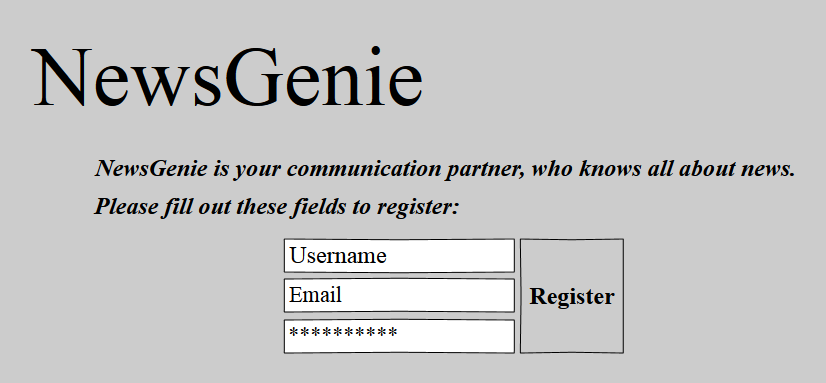 NewsGenie
NewsGenie is your communication partner, who knows all about news.
Please fill out these fields to register:
Username
Email
Register
**********